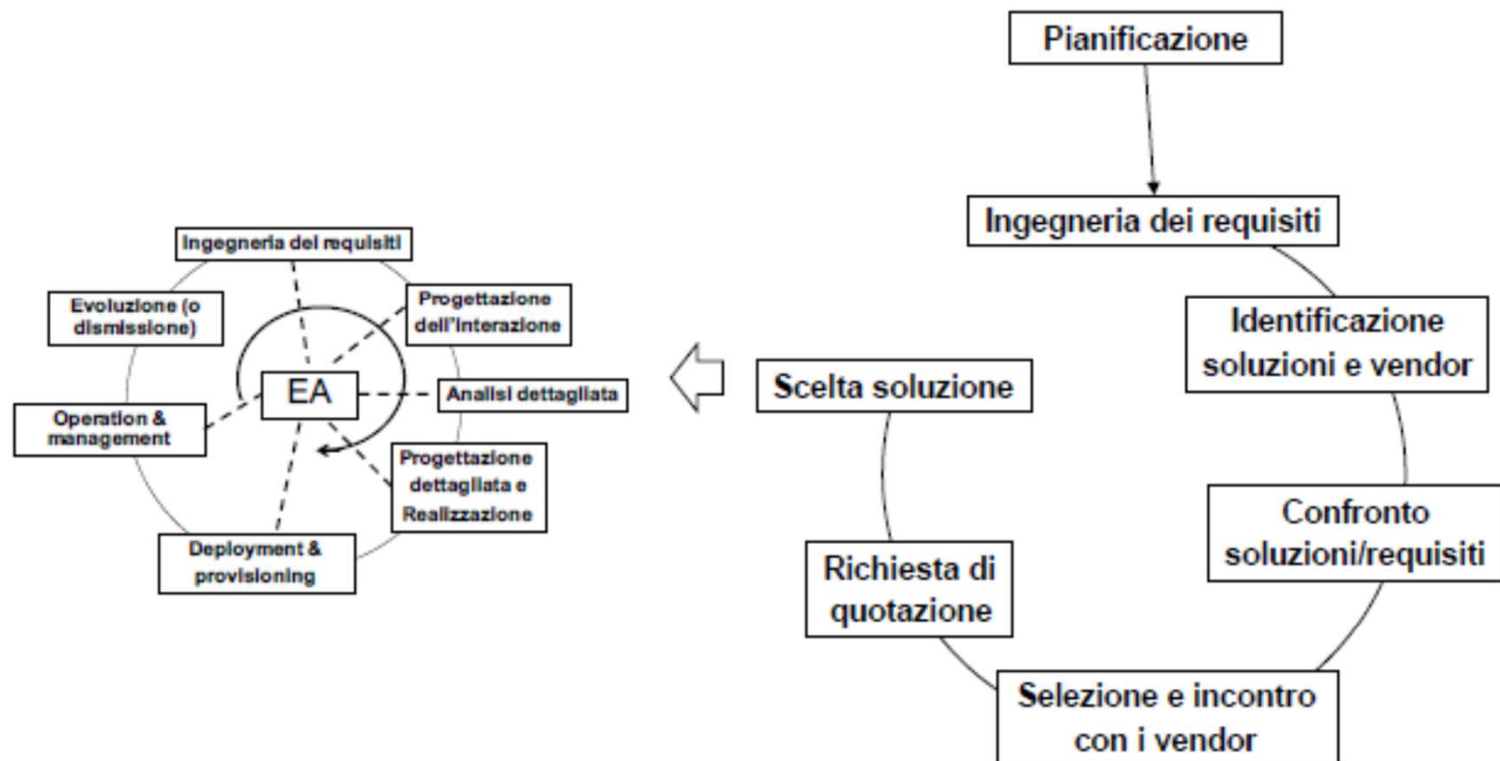 Pianificazione
Ingegneria dei requisiti
Identificazione
soluzioni e vendor
Confronto
soluzioni/requisiti
Selezione e incontro
con i vendor
Richiesta di
quotazione
Scelta soluzione
Ingegneria dei requisiti
Progettazione
dell'interazione
Analisi dettagliata
Progettazione
dettagliata e
Realizzazione
Deployment &
provisioning
Operation &
management
Evoluzione (o
dismissione)
EA